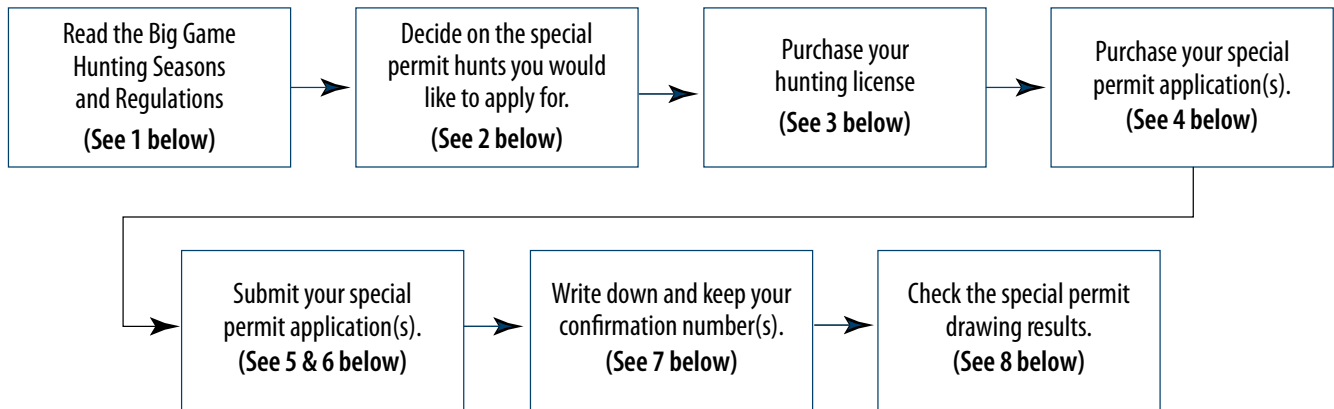 Read the Big Game
Hunting Seasons
and Regulations
(See 1 below)
Decide on the special
permit hunts you would
like to apply for.
(See 2 below)
Purchase your
hunting license
(See 3 below)
Purchase your special
permit application(s).
(See 4 below)
Submit your special
permit application(s).
(See 5 & 6 below)
Write down and keep your
confirmation number(s).
(See 7 below)
Check the special permit
drawing results.
(See 8 below)